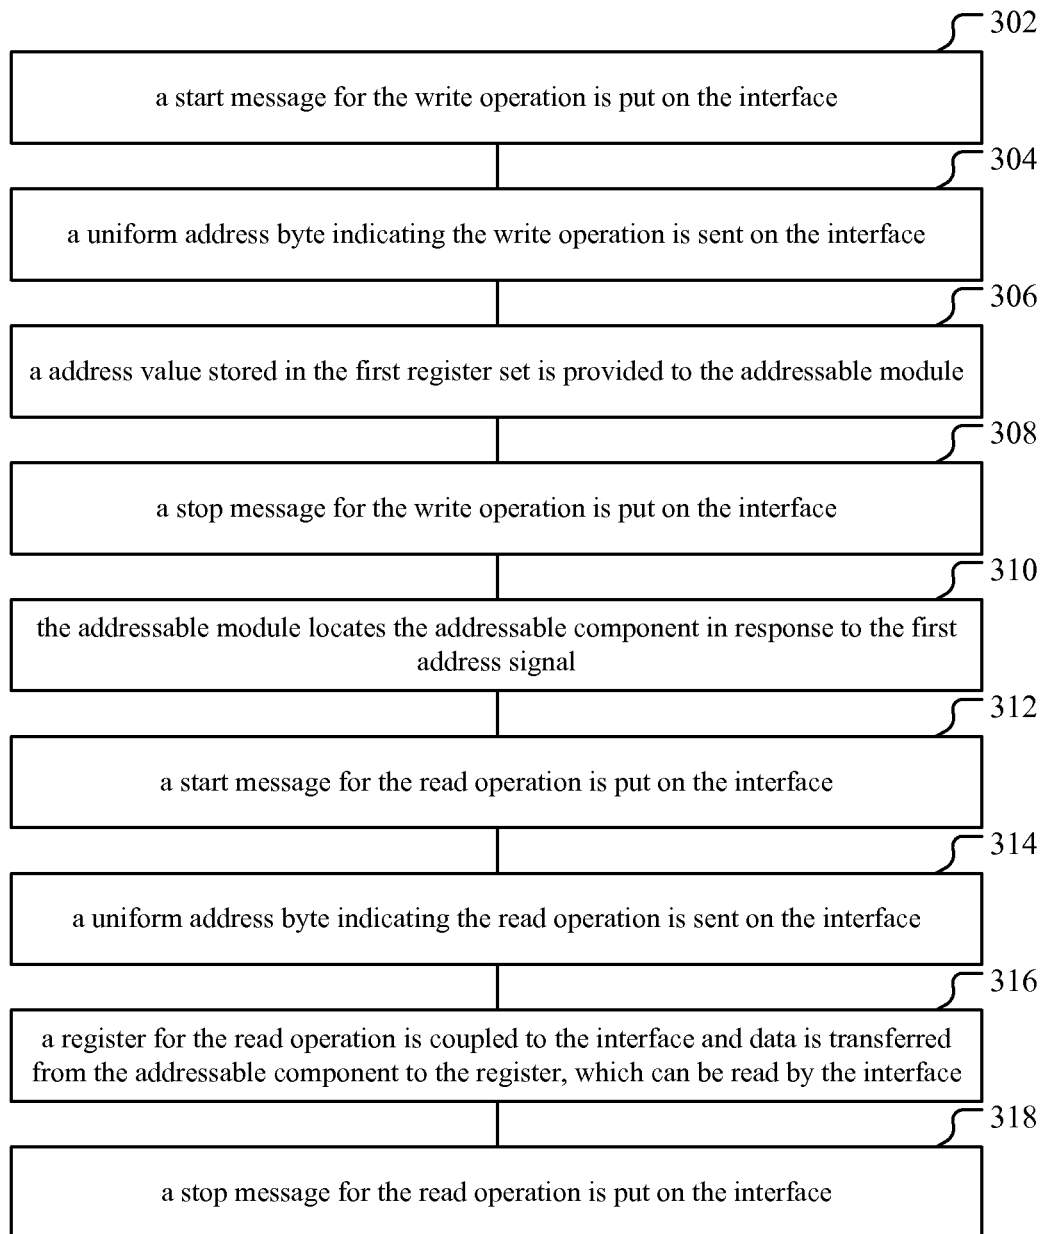 302
a start message for the write operation is put on the interface
304
a uniform address byte indicating the write operation is sent on the interface
306
a address value stored in the first register set is provided to the addressable module
308
a stop message for the write operation is put on the interface
310
the addressable module locates the addressable component in response to the first
address signal
312
a start message for the read operation is put on the interface
314
a uniform address byte indicating the read operation is sent on the interface
316
a register for the read operation is coupled to the interface and data is transferred
from the addressable component to the register, which can be read by the interface
318
a stop message for the read operation is put on the interface